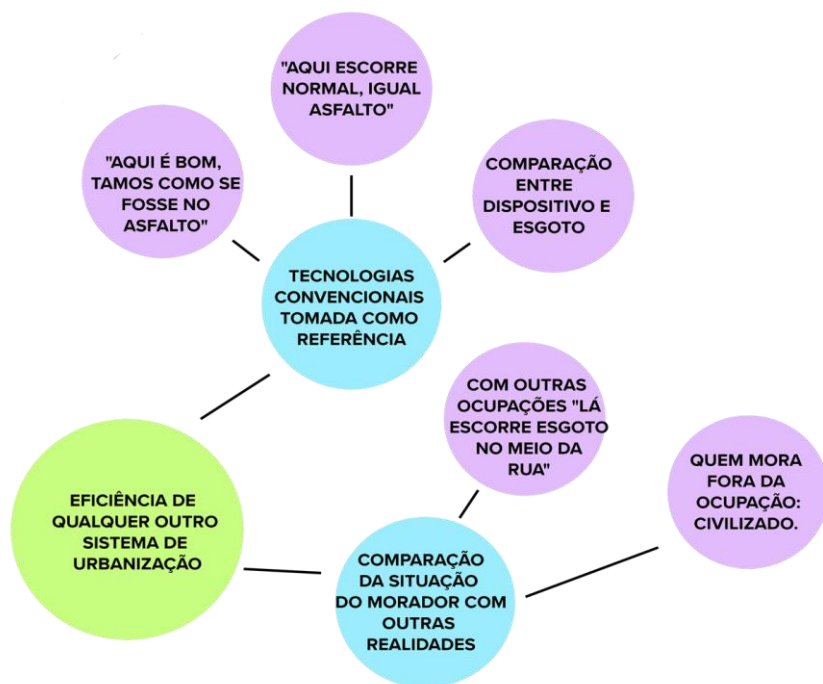 "AQUI ESCORRE
NORMAL, IGUAL
ASFALTO"
"AQUI É BOM,
TAMOS COMO SE
FOSSE NO
ASFALTO"
COMPARAÇÃO
ENTRE
DISPOSITIVO E
ESGOTO
TECNOLOGIAS
CONVENCIONAIS
TOMADA COMO
REFERÊNCIA
COM OUTRAS
OCUPAÇÕES "LÁ
ESCORRE ESGOTO
NO MEIO DA
RUA"
QUEM MORA
FORA DA
OCUPAÇÃO:
CIVILIZADO.
EFICIÊNCIA DE
QUALQUER OUTRO
SISTEMA DE
URBANIZAÇÃO
COMPARAÇÃO
DA SITUAÇÃO
DO MORADOR COM
OUTRAS
REALIDADES